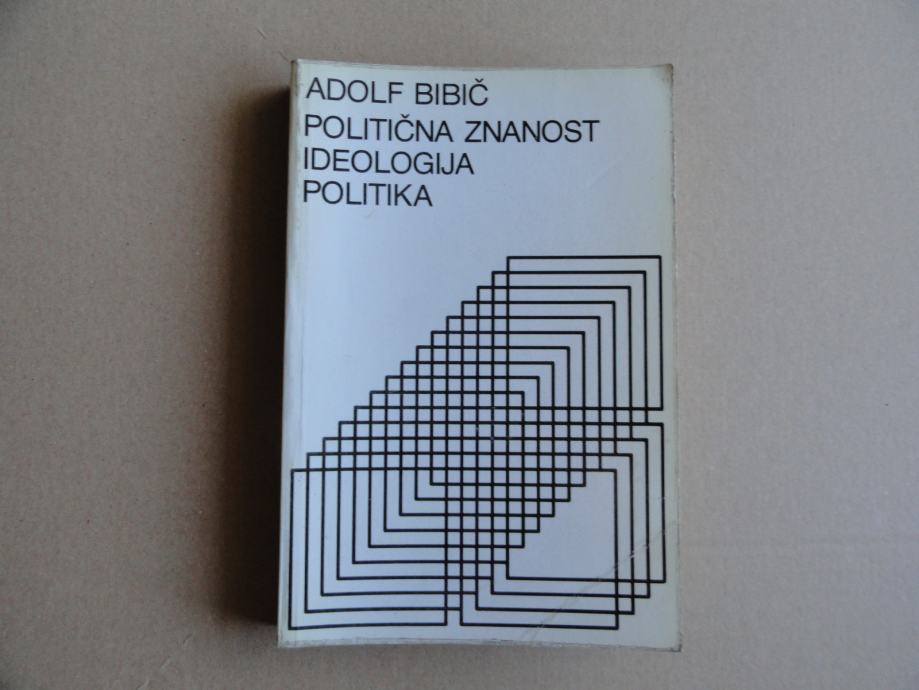 ADOLF BIBIČ
POLITIČNA ZNANOST
IDEOLOGIJA
POLITIKA